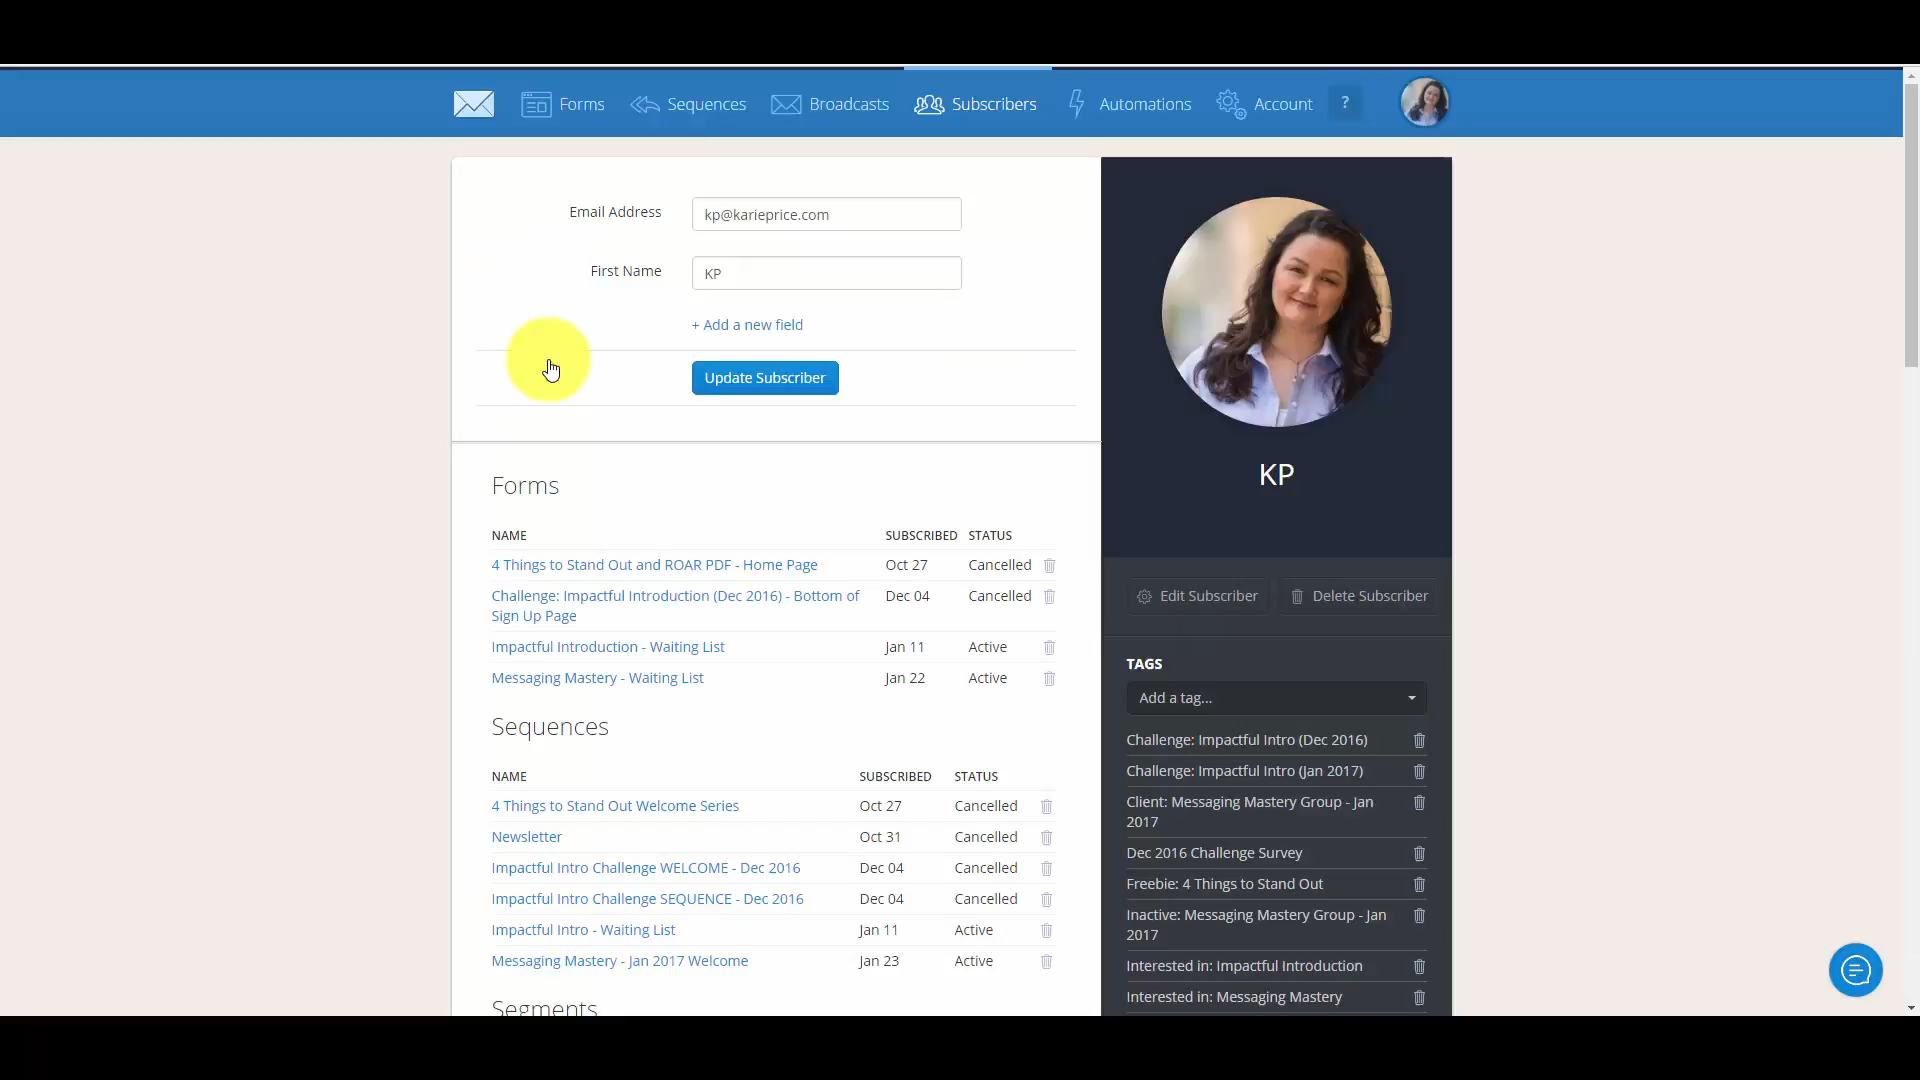 Forms
Sequences
Broadcasts
Subscribers
Automations
Account
?
Email Address
kp@karieprice.com
First Name
KP
+ Add a new field
Update Subscriber
Forms
NAME SUBSCRIBED STATUS
4 Things to Stand Out and ROAR PDF - Home Page Oct 27 Cancelled
Challenge: Impactful Introduction (Dec 2016) - Bottom of Dec 04 Cancelled
Sign Up Page
Impactful Introduction - Waiting List Jan 11 Active
Messaging Mastery - Waiting List Jan 22 Active
Sequences
NAME SUBSCRIBED STATUS
4 Things to Stand Out Welcome Series Oct 27 Cancelled
Newsletter Oct 31 Cancelled
Impactful Intro Challenge WELCOME - Dec 2016 Dec 04 Cancelled
Impactful Intro Challenge SEQUENCE - Dec 2016 Dec 04 Cancelled
Impactful Intro - Waiting List Jan 11 Active
Messaging Mastery - Jan 2017 Welcome Jan 23 Active
Segments
KP
Edit Subscriber
Delete Subscriber
TAGS
Add a tag...
Challenge: Impactful Intro (Dec 2016)
Challenge: Impactful Intro (Jan 2017)
Client: Messaging Mastery Group - Jan
2017
Dec 2016 Challenge Survey
Freebie: 4 Things to Stand Out
Inactive: Messaging Mastery Group - Jan
2017
Interested in: Impactful Introduction
Interested in: Messaging Mastery